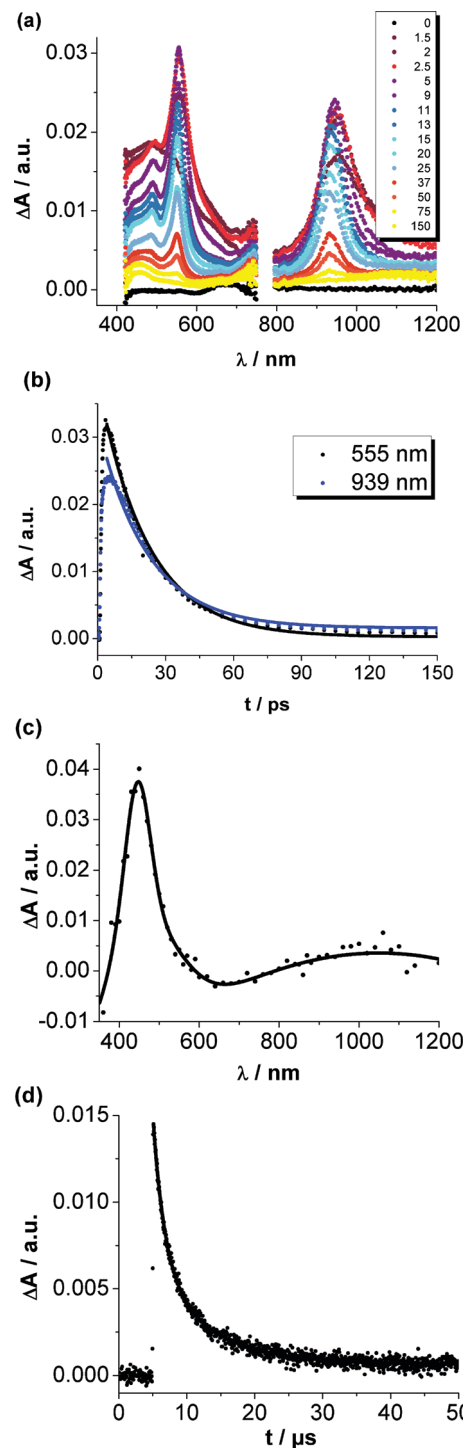 (a)
0.03
0.02
0.01
0.00
ΔA / a.u.
400 600 800 1000 1200
λ / nm
0
1.5
2
2.5
5
9
11
13
15
20
25
37
50
75
150
(b)
0.03
0.02
0.01
0.00
ΔA / a.u.
0 30 60 90 120 150
t / ps
555 nm
939 nm
(c)
0.04
0.03
0.02
0.01
0.00
-0.01
ΔA / a.u.
400 600 800 1000 1200
λ / nm
(d)
0.015
0.010
0.005
0.000
ΔA / a.u.
0 10 20 30 40 50
t / µs